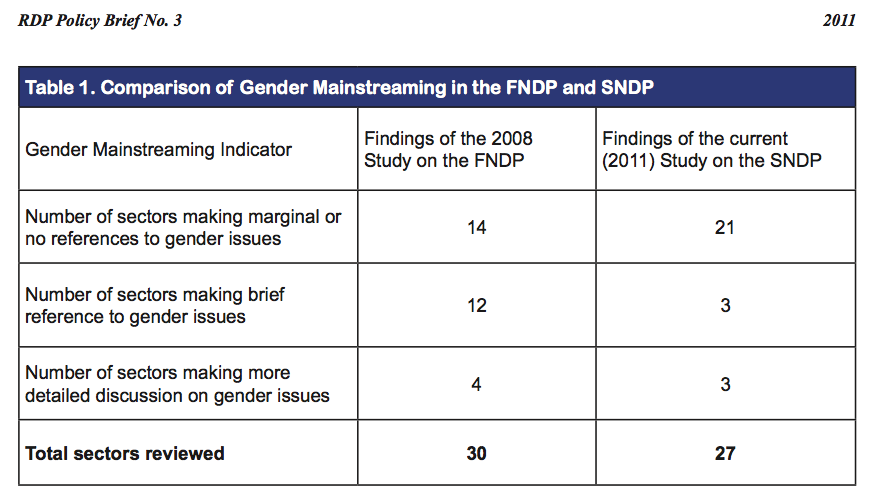 RDP Policy Brief No. 3 2011
Table 1. Comparison of Gender Mainstreaming in the FNDP and SNDP
Gender Mainstreaming Indicator
Findings of the 2008
Study on the FNDP
Findings of the current
(2011) Study on the SNDP
Number of sectors making marginal or
no references to gender issues
14
21
Number of sectors making brief
reference to gender issues
12
3
Number of sectors making more
detailed discussion on gender issues
4
3
Total sectors reviewed
30
27